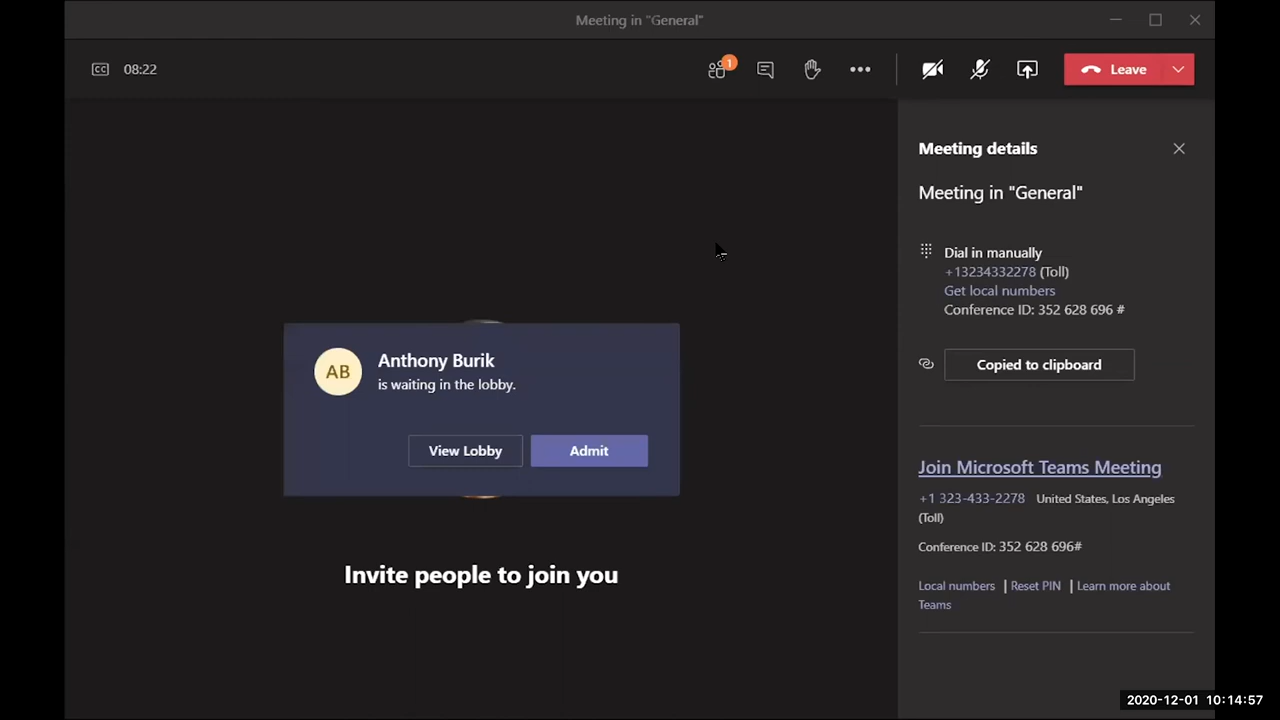 Meeting in "General"
CC 08:22
1
Leave
Meeting details
Meeting in "General"
Dial in manually
+13234332278 (Toll)
Get local numbers
Conference ID: 352 628 696 #
Copied to clipboard
AB
Anthony Burik
is waiting in the lobby.
View Lobby Admit
Join Microsoft Teams Meeting
+1 323-433-2278 United States, Los Angeles
(Toll)
Conference ID: 352 628 696#
Local numbers | Reset PIN | Learn more about
Teams
Invite people to join you
2020-12-01 10:14:57